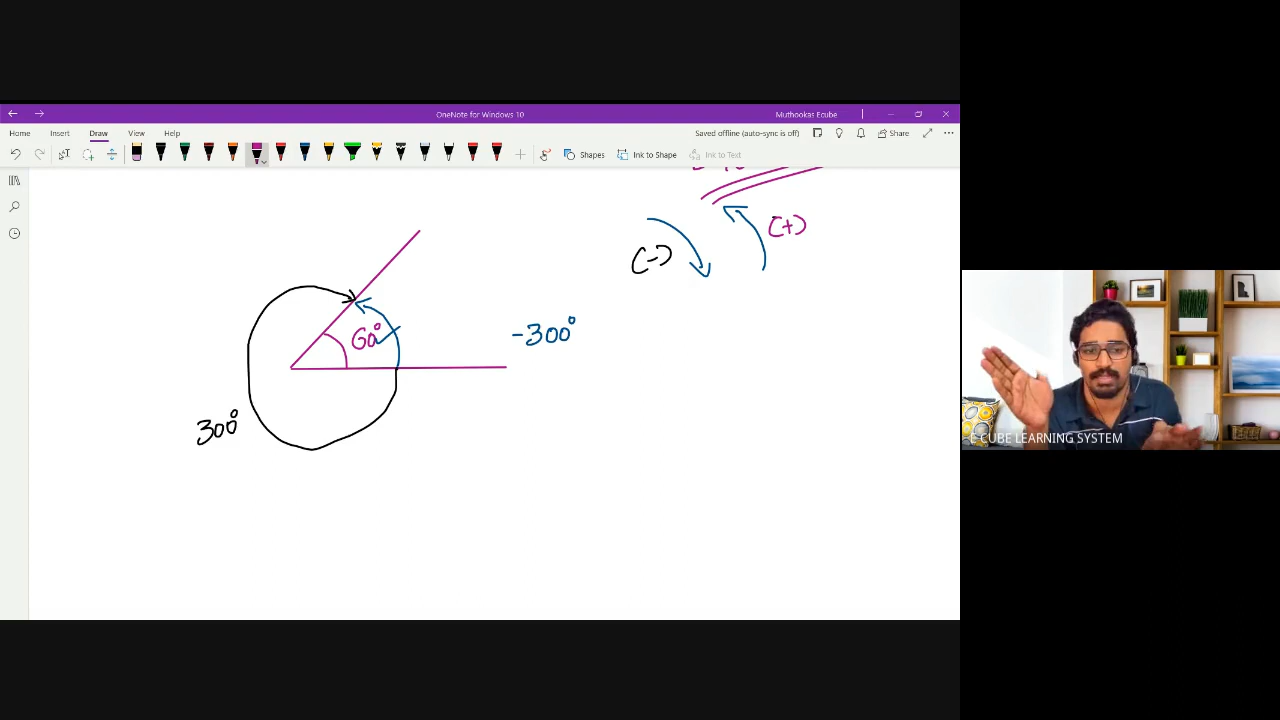 OneNote for Windows 10
Muthookas Ecube
Home Insert Draw View Help
Saved offline (auto-sync is off)
Share
Shapes
Ink to Shape
Ink to Text
(+)
(-)
60°
-300°
300°
E CUBE LEARNING SYSTEM